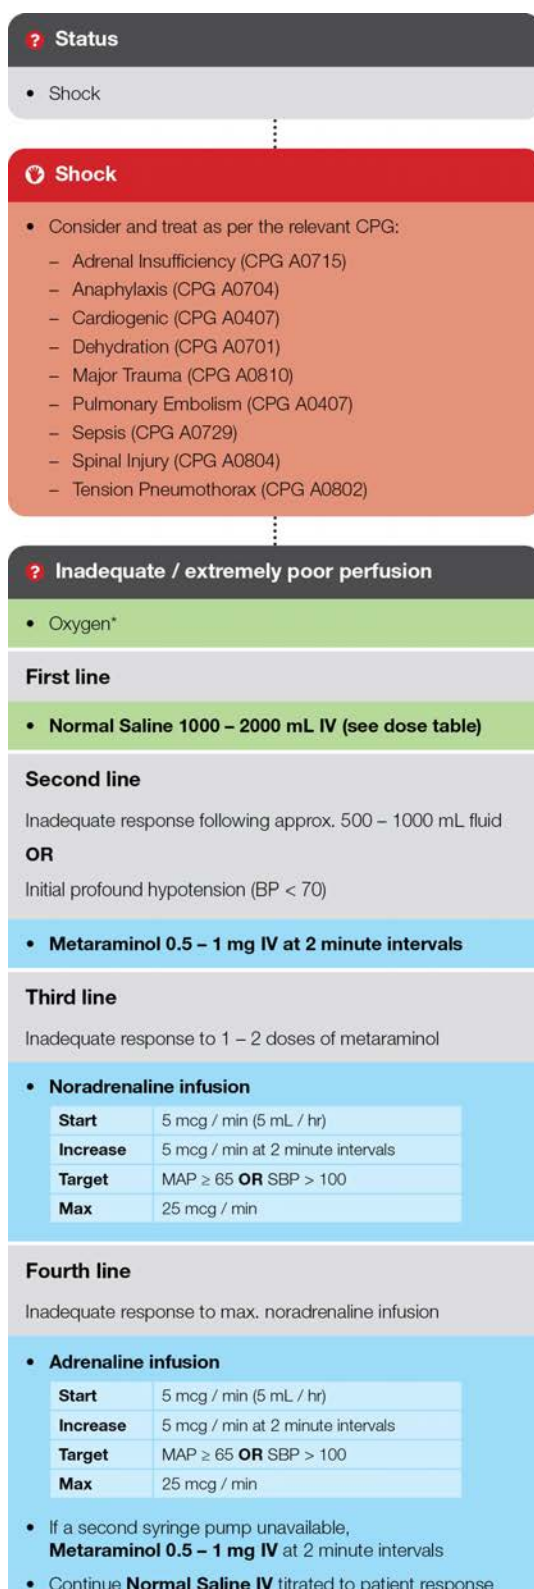 Status
• Shock
Shock
• Consider and treat as per the relevant CPG:
– Adrenal Insufficiency (CPG A0715)
– Anaphylaxis (CPG A0704)
– Cardiogenic (CPG A0407)
– Dehydration (CPG A0701)
– Major Trauma (CPG A0810)
– Pulmonary Embolism (CPG A0407)
– Sepsis (CPG A0729)
– Spinal Injury (CPG A0804)
– Tension Pneumothorax (CPG A0802)
Inadequate / extremely poor perfusion
• Oxygen*
First line
• Normal Saline 1000 – 2000 mL IV (see dose table)
Second line
Inadequate response following approx. 500 – 1000 mL fluid
OR
Initial profound hypotension (BP < 70)
• Metaraminol 0.5 – 1 mg IV at 2 minute intervals
Third line
Inadequate response to 1 – 2 doses of metaraminol
• Noradrenaline infusion
Start 5 mcg / min (5 mL / hr)
Increase 5 mcg / min at 2 minute intervals
Target MAP ≥ 65 OR SBP > 100
Max 25 mcg / min
Fourth line
Inadequate response to max. noradrenaline infusion
• Adrenaline infusion
Start 5 mcg / min (5 mL / hr)
Increase 5 mcg / min at 2 minute intervals
Target MAP ≥ 65 OR SBP > 100
Max 25 mcg / min
• If a second syringe pump unavailable,
Metaraminol 0.5 – 1 mg IV at 2 minute intervals
• Continue Normal Saline IV titrated to patient response